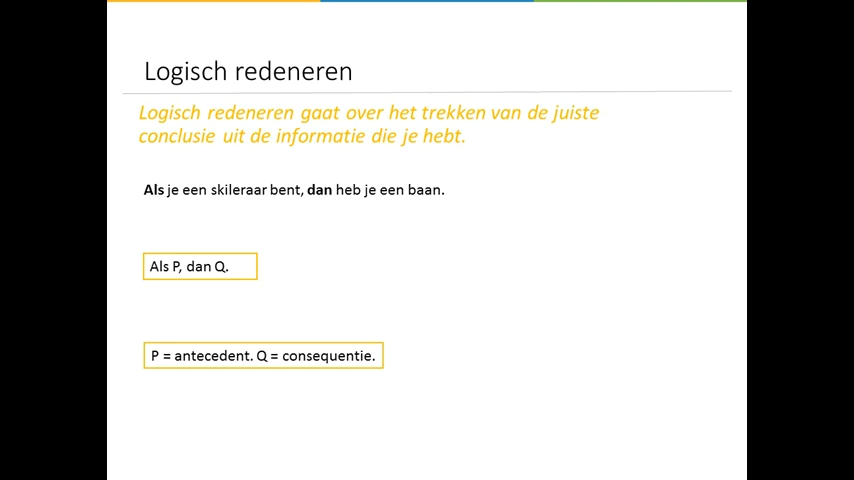 Logisch redeneren
Logisch redeneren gaat over het trekken van de juiste
conclusie uit de informatie die je hebt.
Als je een skileraar bent, dan heb je een baan.
Als P, dan Q.
P = antecedent. Q = consequentie.